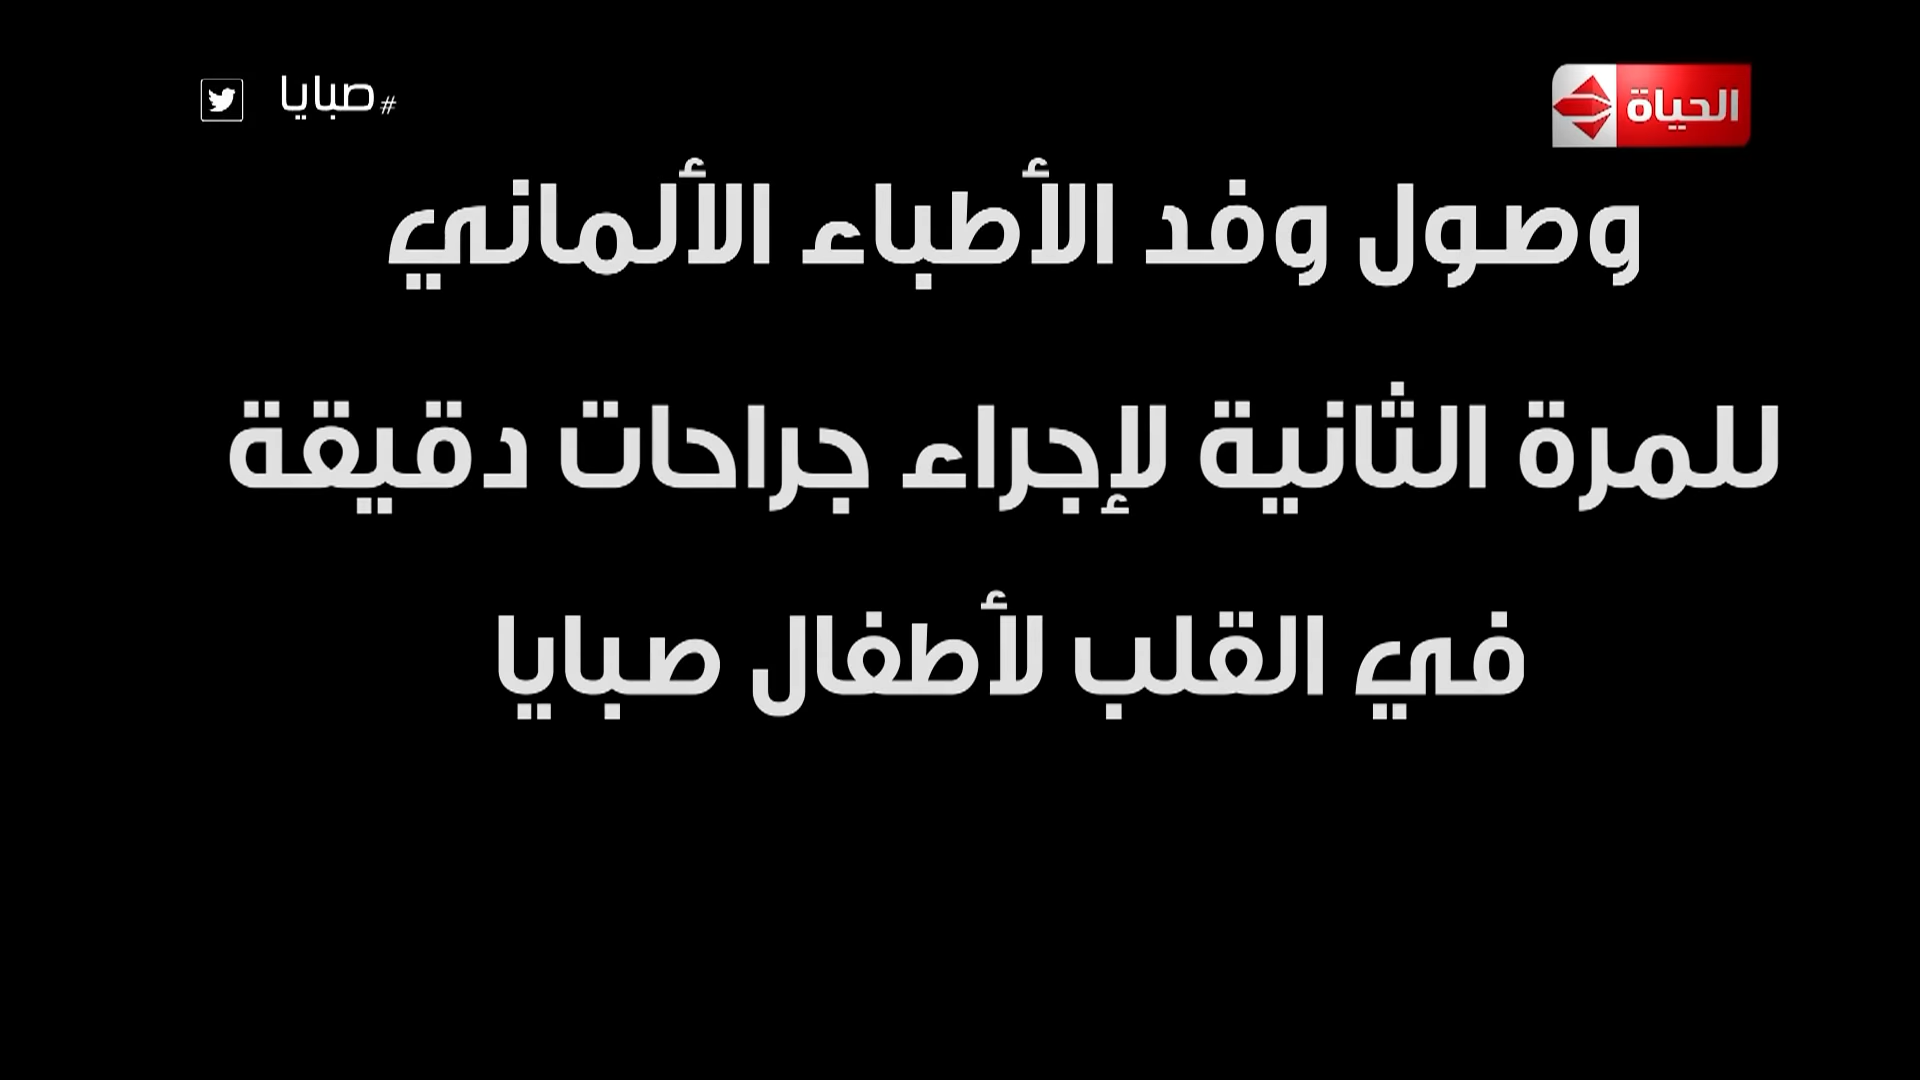 #صبايا
الحياة
وصول وفد الأطباء الألماني
للمرة الثانية لإجراء جراحات دقيقة
في القلب لأطفال صبايا